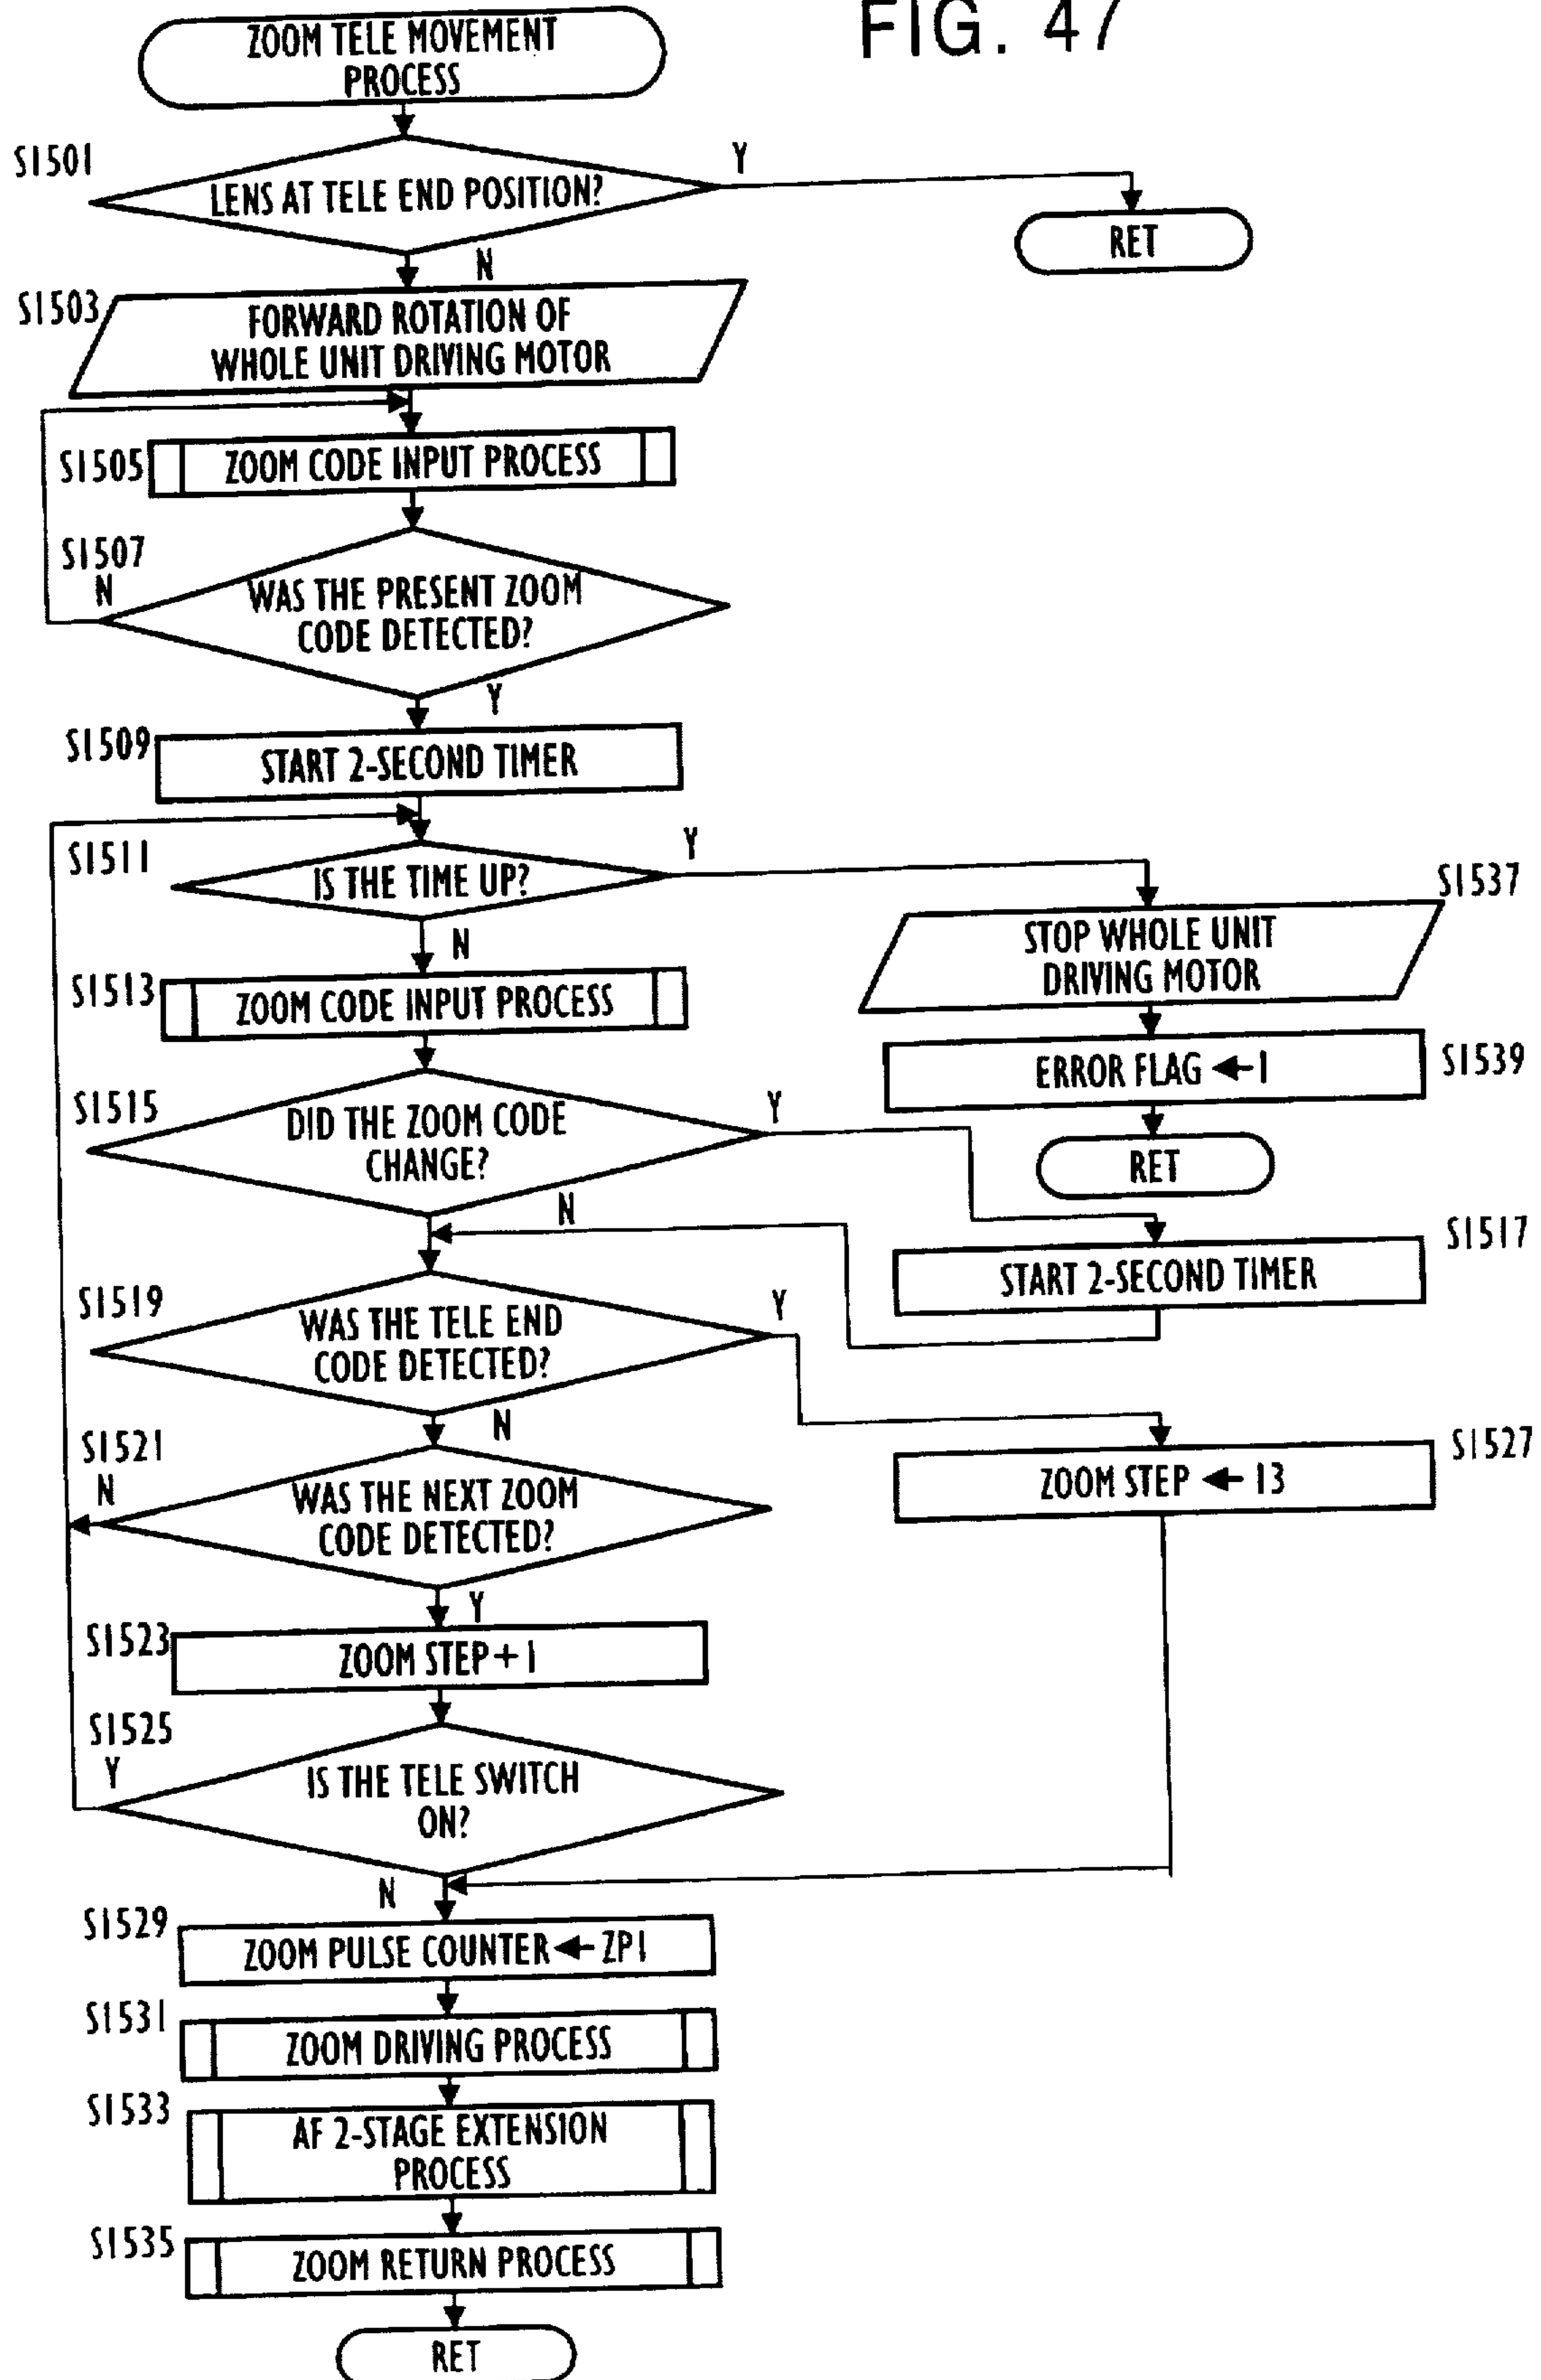 FIG. 47
ZOOM TELE MOVEMENT
PROCESS
S1501
LENS AT TELE END POSITION?
Y
RET
N
S1503
FORWARD ROTATION OF
WHOLE UNIT DRIVING MOTOR
S1505
ZOOM CODE INPUT PROCESS
S1507
N
WAS THE PRESENT ZOOM
CODE DETECTED?
Y
S1509
START 2-SECOND TIMER
S1511
IS THE TIME UP?
Y
S1537
STOP WHOLE UNIT
DRIVING MOTOR
N
S1513
ZOOM CODE INPUT PROCESS
ERROR FLAG ←1
S1539
S1515
DID THE ZOOM CODE
CHANGE?
Y
RET
N
S1517
START 2-SECOND TIMER
S1519
WAS THE TELE END
CODE DETECTED?
Y
N
S1527
ZOOM STEP ← 13
S1521
N
WAS THE NEXT ZOOM
CODE DETECTED?
Y
S1523
ZOOM STEP+1
S1525
Y
IS THE TELE SWITCH
ON?
N
S1529
ZOOM PULSE COUNTER← ZP1
S1531
ZOOM DRIVING PROCESS
S1533
AF 2-STAGE EXTENSION
PROCESS
S1535
ZOOM RETURN PROCESS
RET